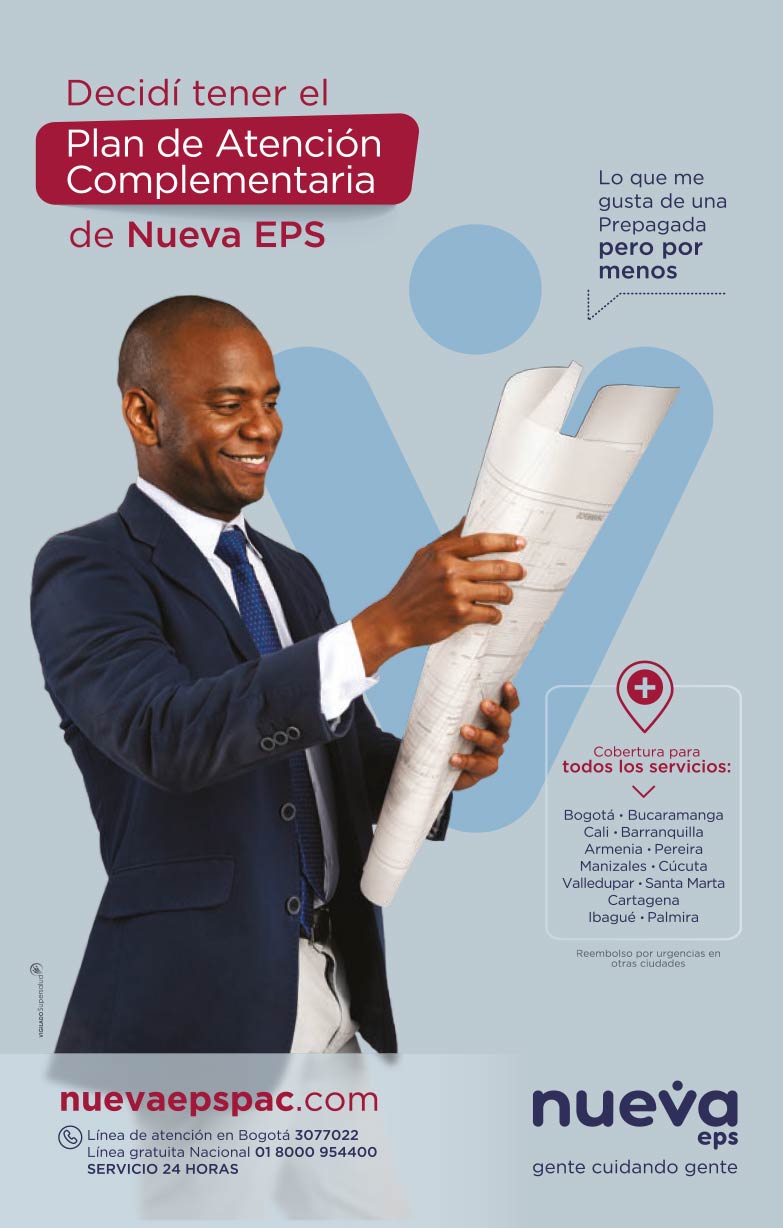 Decidí tener el
Plan de Atención
Complementaria
de Nueva EPS
Lo que me
gusta de una
Prepagada
pero por
menos
Cobertura para
todos los servicios:
Bogotá • Bucaramanga
Cali • Barranquilla
Armenia • Pereira
Manizales • Cúcuta
Valledupar • Santa Marta
Cartagena
Ibagué • Palmira
Reembolso por urgencias en
otras ciudades
VIGILADO Supersalud
nuevaepspac.com
Línea de atención en Bogotá 3077022
Línea gratuita Nacional 01 8000 954400
SERVICIO 24 HORAS
nueva
eps
gente cuidando gente